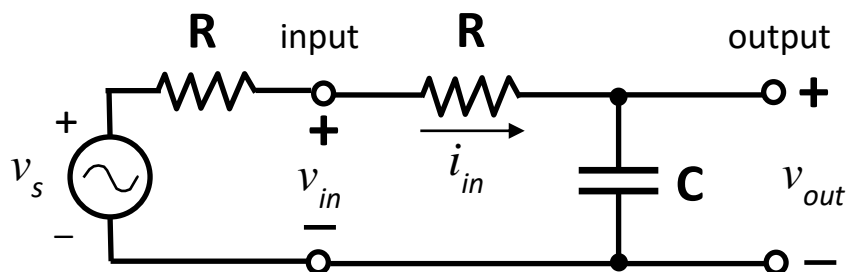 R input R output
+ + +
v_s v_in i_in C v_out
− − −